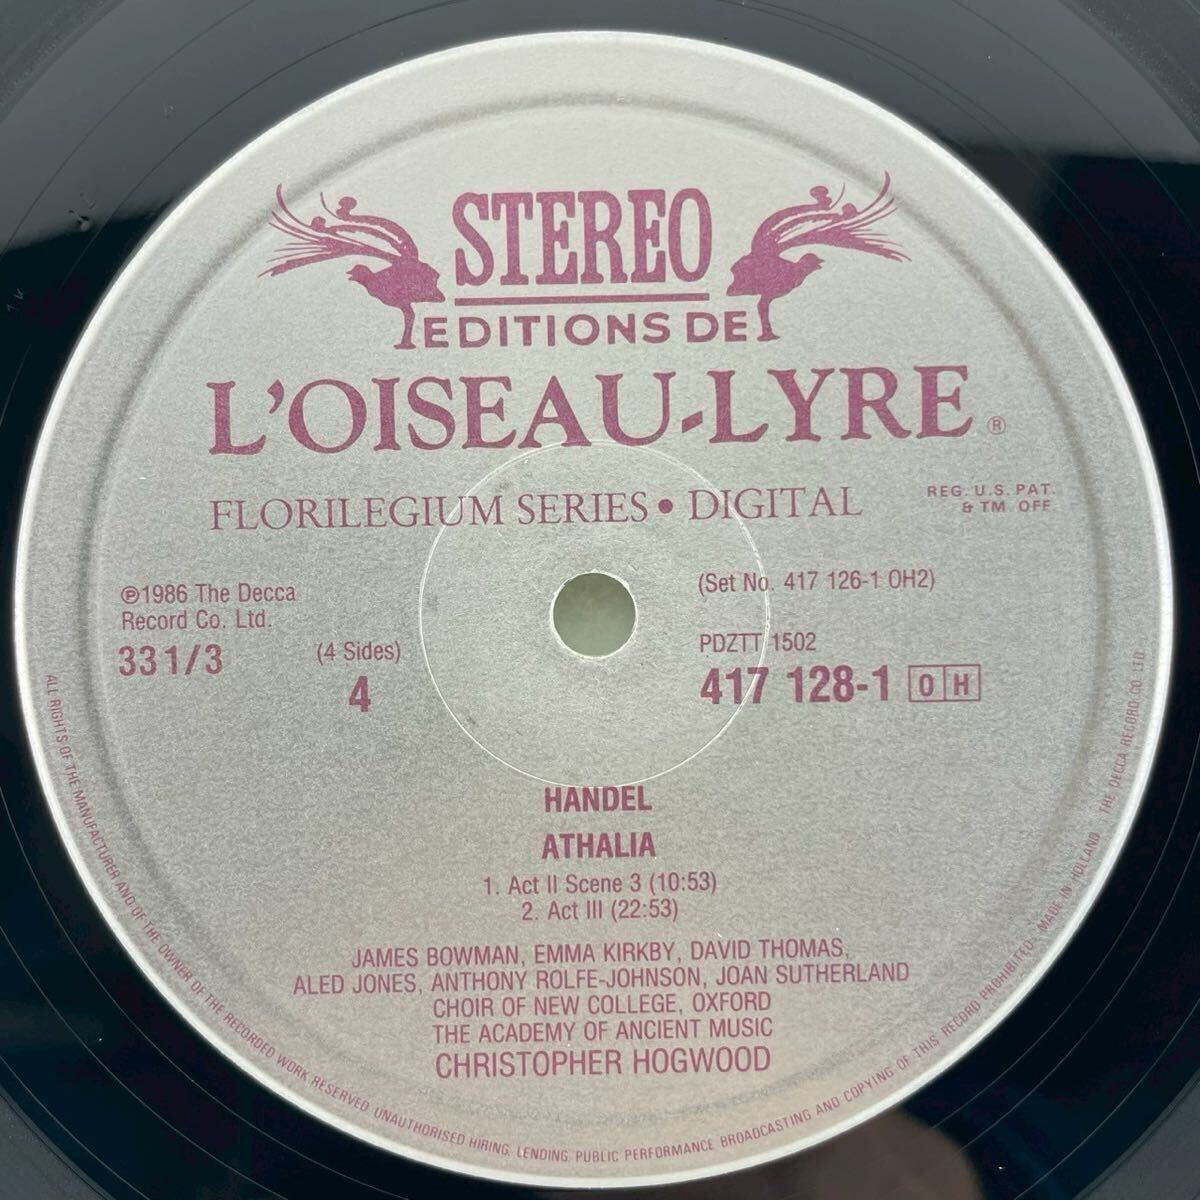 STEREO
EDITIONS DE
L'OISEAU-LYRE ®
FLORILEGIUM SERIES • DIGITAL
REG. U.S. PAT.
& TM. OFF.
℗1986 The Decca
Record Co. Ltd.
33 1/3
(4 Sides)
4
(Set No. 417 126-1 OH2)
PDZTT 1502
417 128-1 O H
HANDEL
ATHALIA
1. Act II Scene 3 (10:53)
2. Act III (22:53)
JAMES BOWMAN, EMMA KIRKBY, DAVID THOMAS,
ALED JONES, ANTHONY ROLFE-JOHNSON, JOAN SUTHERLAND
CHOIR OF NEW COLLEGE, OXFORD
THE ACADEMY OF ANCIENT MUSIC
CHRISTOPHER HOGWOOD
ALL RIGHTS OF THE MANUFACTURER AND OF THE OWNER OF THE RECORDED WORK RESERVED. UNAUTHORISED HIRING, LENDING, PUBLIC PERFORMANCE, BROADCASTING AND COPYING OF THIS RECORD PROHIBITED. MADE IN HOLLAND. THE DECCA RECORD CO. LTD.